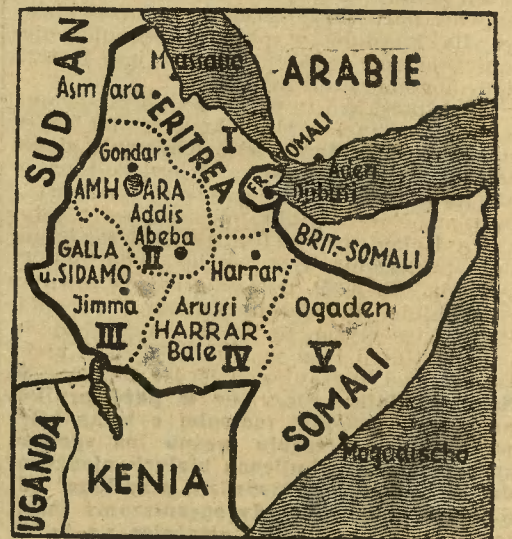 SUDAN
ARABIE
Massaua
Asmara
ERITREA
I
FR. SOMALI
Gondar
Aden
AMHARA
Djibuti
Addis
Abeba
II
BRIT.-SOMALI
GALLA
u. SIDAMO
Harrar
Jimma
III
Arussi
HARRAR
Bale
IV
Ogaden
V
SOMALI
Mogudischo
UGANDA
KENIA